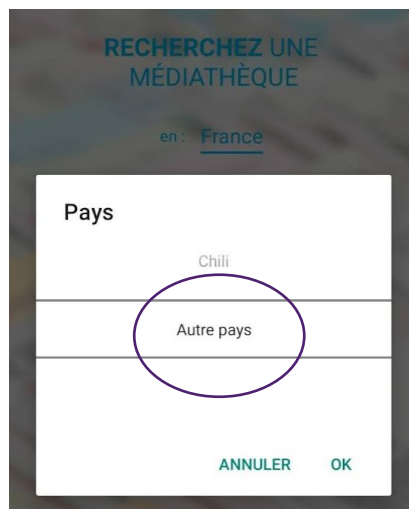 RECHERCHEZ UNE
MÉDIATHÈQUE
en : France
Pays
Chili
Autre pays
ANNULER OK